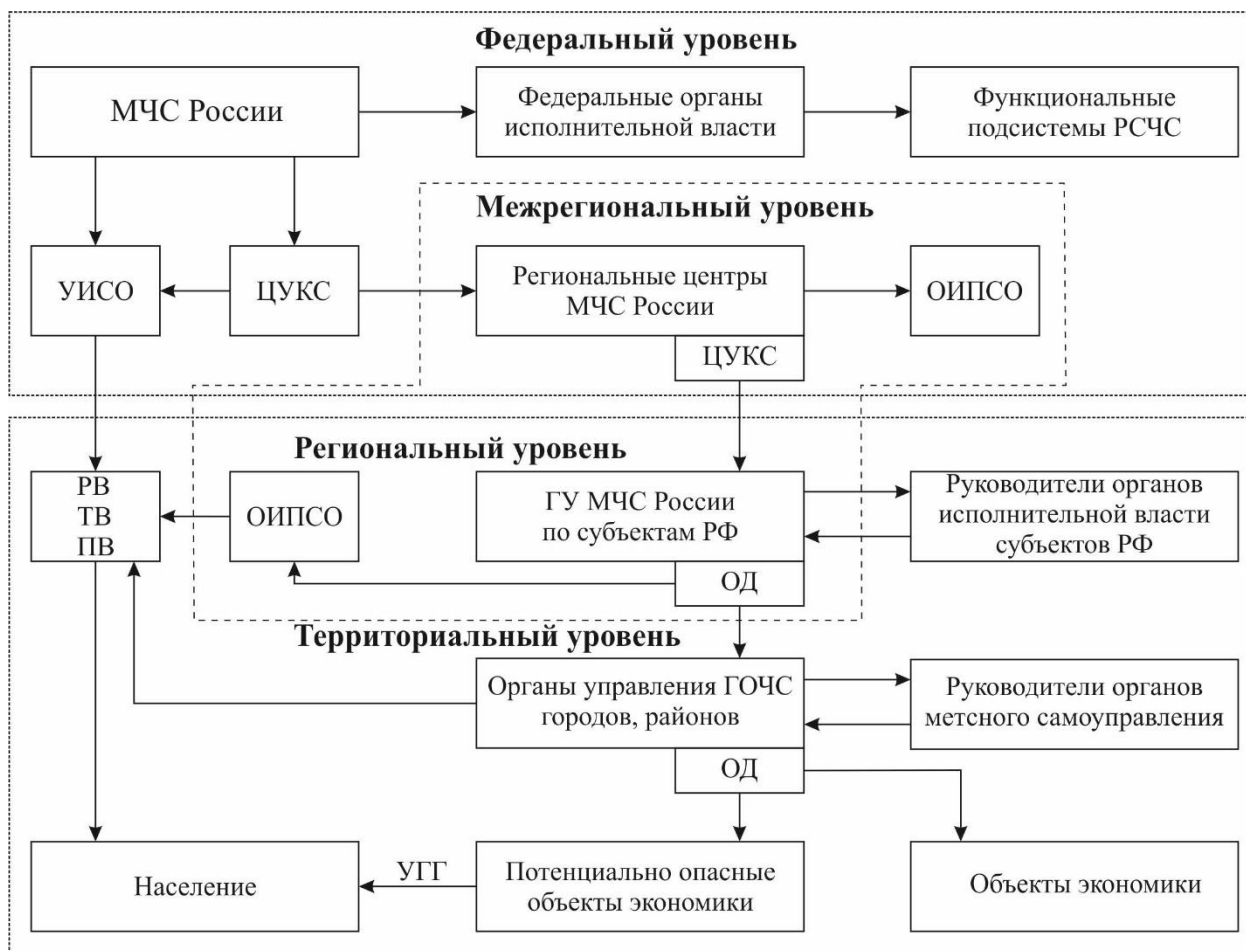 Федеральный уровень
МЧС России
Федеральные органы
исполнительной власти
Функциональные
подсистемы РСЧС
Межрегиональный уровень
УИСО
ЦУКС
Региональные центры
МЧС России
ОИПСО
ЦУКС
Региональный уровень
РВ
ТВ
ПВ
ОИПСО
ГУ МЧС России
по субъектам РФ
Руководители органов
исполнительной власти
субъектов РФ
ОД
Территориальный уровень
Органы управления ГОЧС
городов, районов
Руководители органов
метсного самоуправления
ОД
Население
УГГ
Потенциально опасные
объекты экономики
Объекты экономики